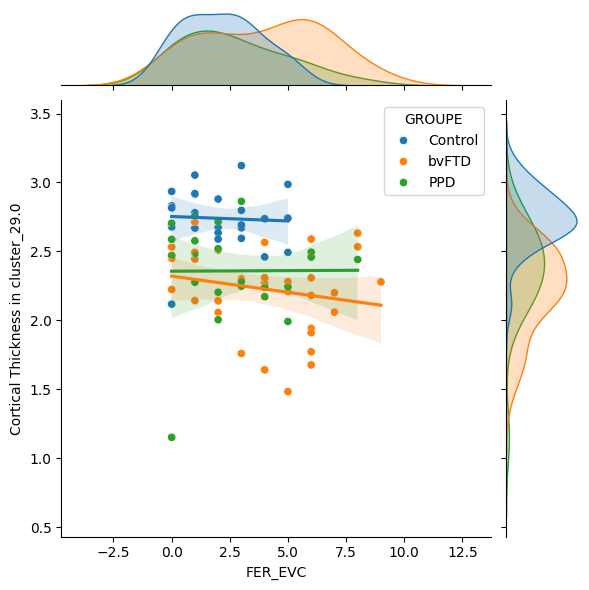 3.5
3.0
2.5
2.0
1.5
1.0
0.5
Cortical Thickness in cluster_29.0
GROUPE
Control
bvFTD
PPD
−2.5 0.0 2.5 5.0 7.5 10.0 12.5
FER_EVC